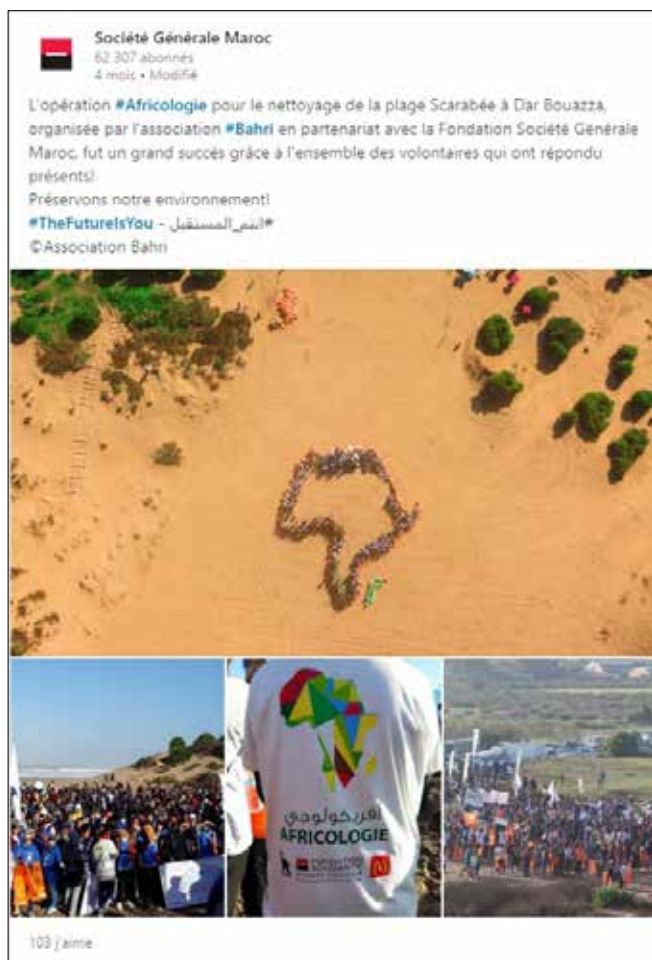 Société Générale Maroc
62 307 abonnés
4 mois • Modifié
L'opération #Africologie pour le nettoyage de la plage Scarabée à Dar Bouazza,
organisée par l'association #Bahri en partenariat avec la Fondation Société Générale
Maroc, fut un grand succès grâce à l'ensemble des volontaires qui ont répondu
présents!
Préservons notre environnement!
#TheFutureIsYou - #انتم_المستقبل
©Association Bahri
أفريكولوجي
AFRICOLOGIE
103 j'aime